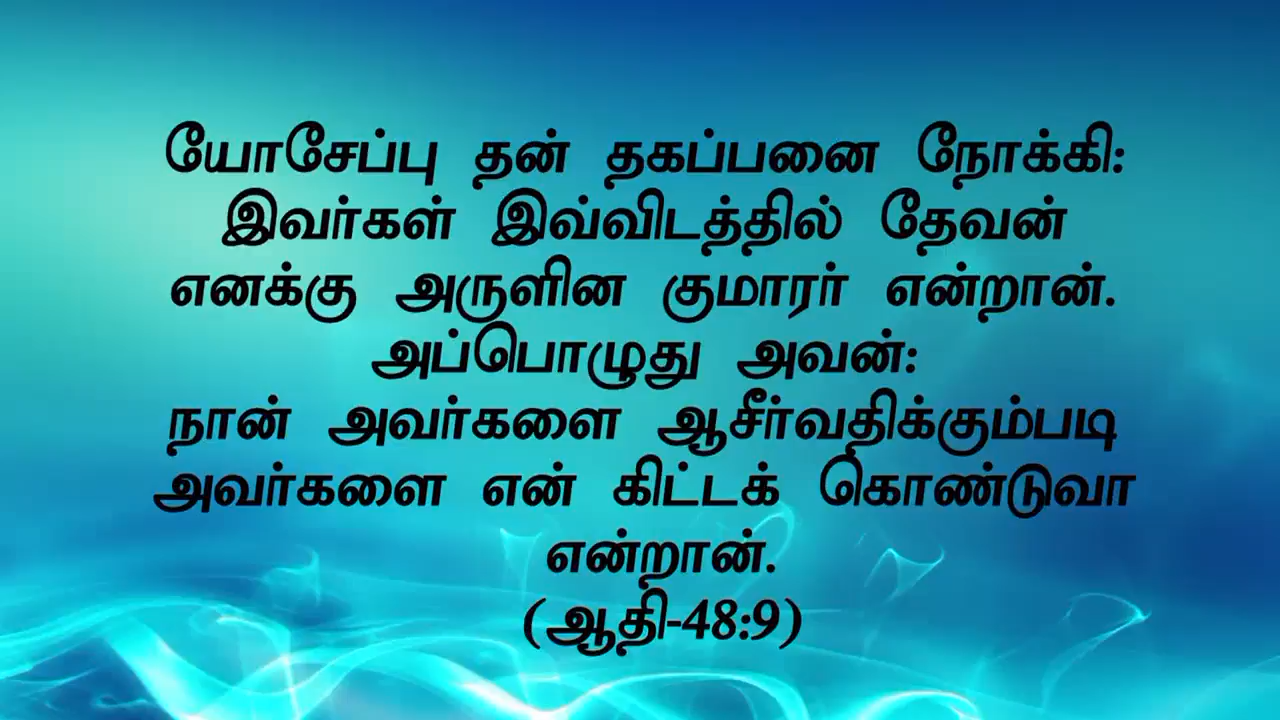 யோசேப்பு தன் தகப்பனை நோக்கி:
இவர்கள் இவ்விடத்தில் தேவன்
எனக்கு அருளின குமாரர் என்றான்.
அப்பொழுது அவன்:
நான் அவர்களை ஆசீர்வதிக்கும்படி
அவர்களை என் கிட்டக் கொண்டுவா
என்றான்.
(ஆதி-48:9)